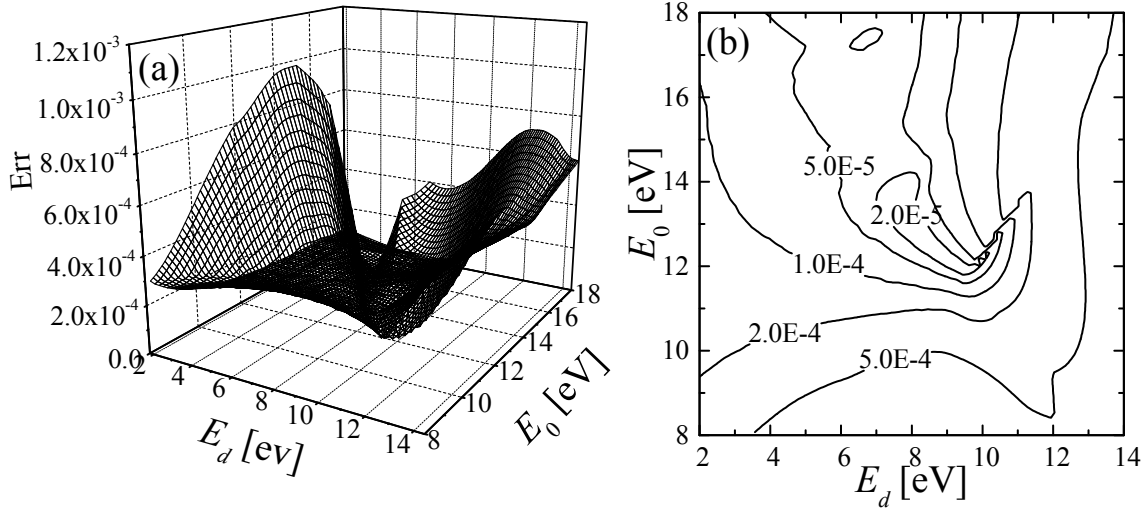 (a)
1.2x10-3
1.0x10-3
8.0x10-4
6.0x10-4
4.0x10-4
2.0x10-4
0.0
Err
2 4 6 8 10 12 14
Ed [ev]
8 10 12 14 16 18
E0 [eV]
(b)
18
16
14
12
10
8
E0 [eV]
5.0E-5
2.0E-5
1.0E-4
2.0E-4
5.0E-4
2 4 6 8 10 12 14
Ed [eV]